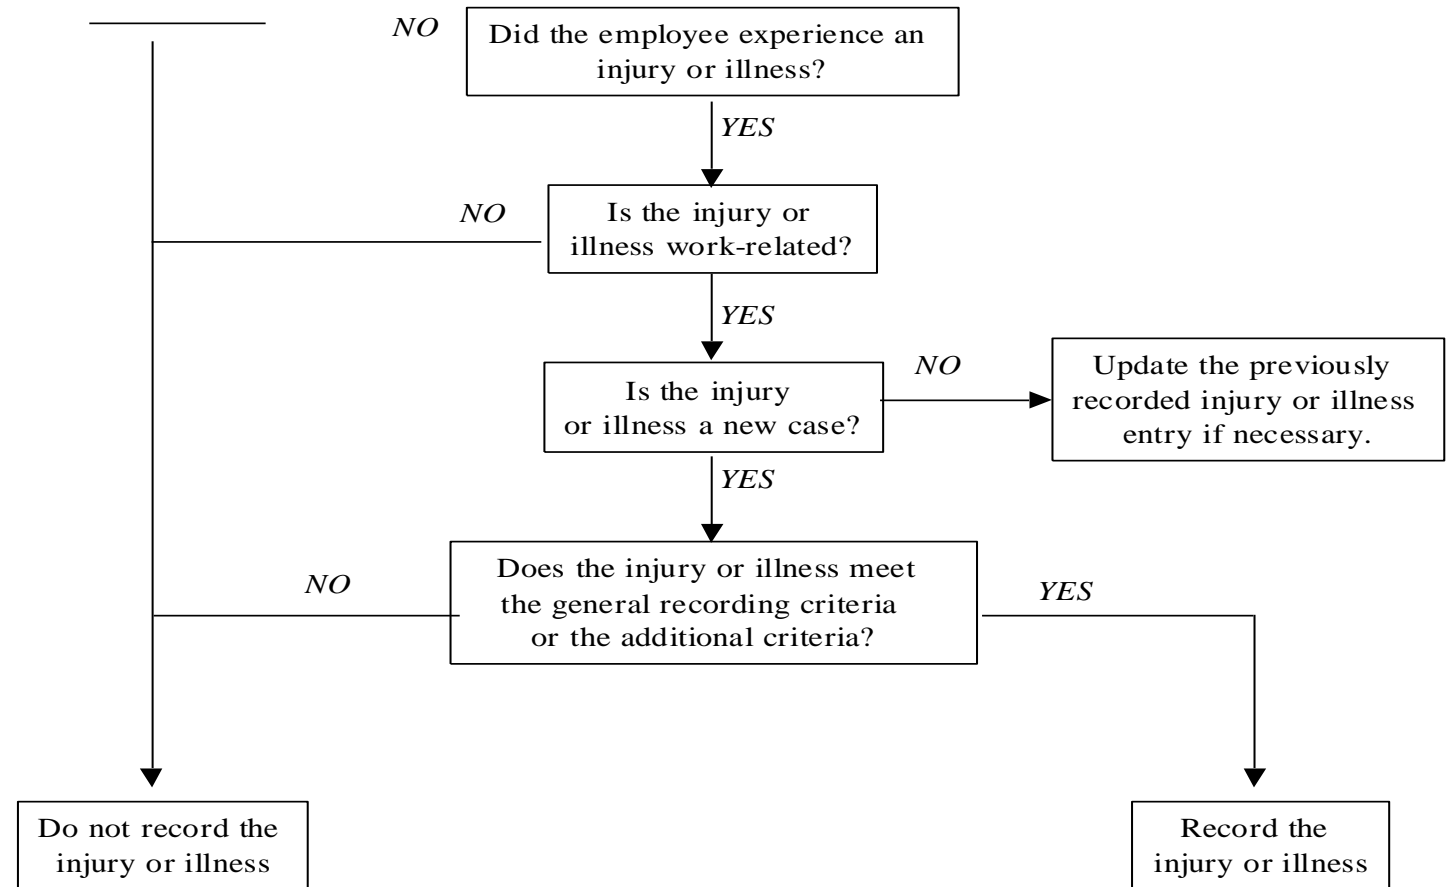 NO
Did the employee experience an
injury or illness?
YES
NO
Is the injury or
illness work-related?
YES
Is the injury
or illness a new case?
NO
Update the previously
recorded injury or illness
entry if necessary.
YES
NO
Does the injury or illness meet
the general recording criteria
or the additional criteria?
YES
Do not record the
injury or illness
Record the
injury or illness